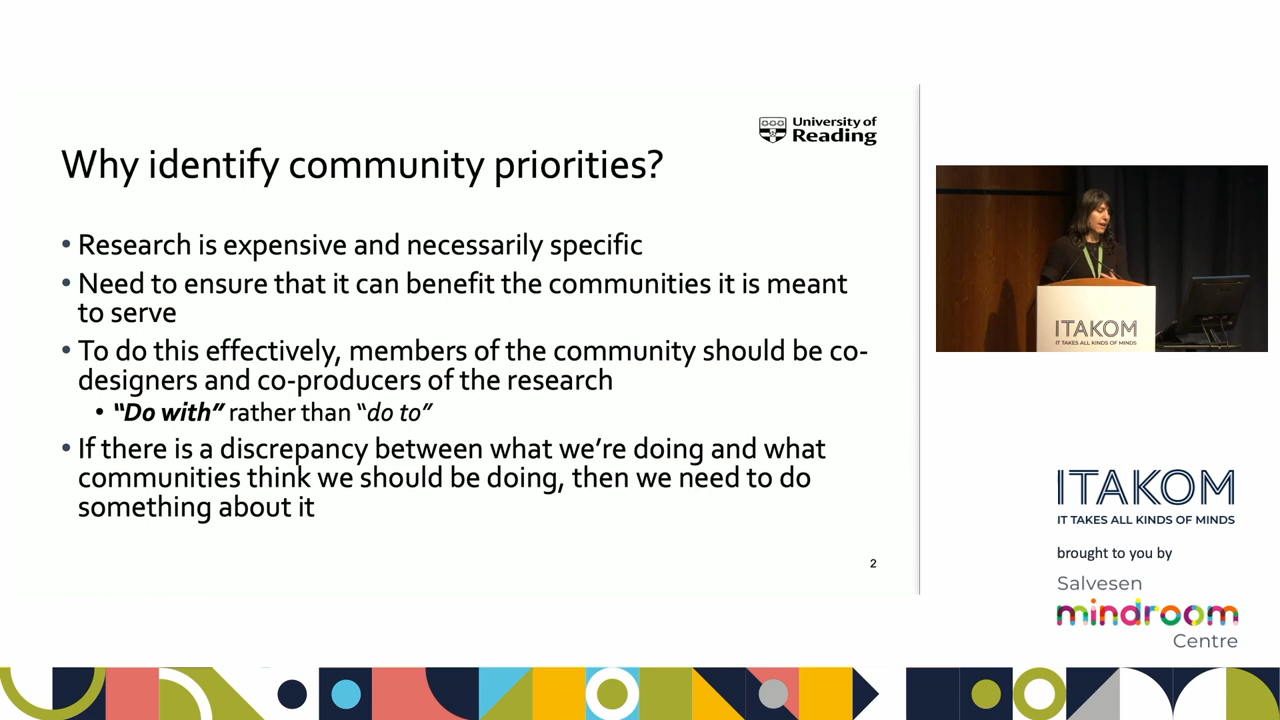 University of
Reading
Why identify community priorities?
• Research is expensive and necessarily specific
• Need to ensure that it can benefit the communities it is meant
to serve
• To do this effectively, members of the community should be co-
designers and co-producers of the research
• “Do with” rather than “do to”
• If there is a discrepancy between what we’re doing and what
communities think we should be doing, then we need to do
something about it
2
ITAKOM
IT TAKES ALL KINDS OF MINDS
ITAKOM
IT TAKES ALL KINDS OF MINDS
brought to you by
Salvesen
mindroom
Centre